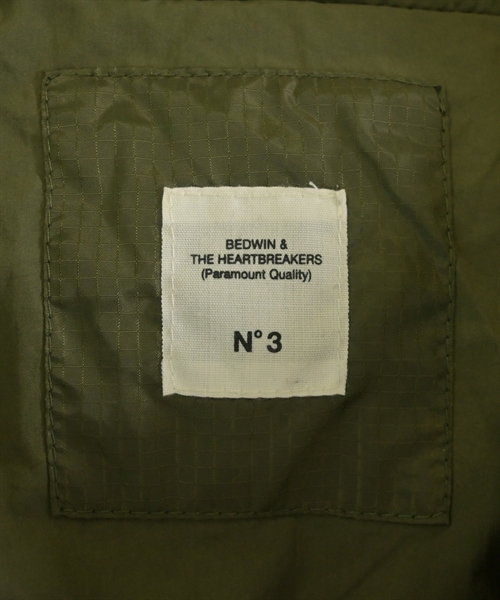 BEDWIN &
THE HEARTBREAKERS
(Paramount Quality)
N° 3